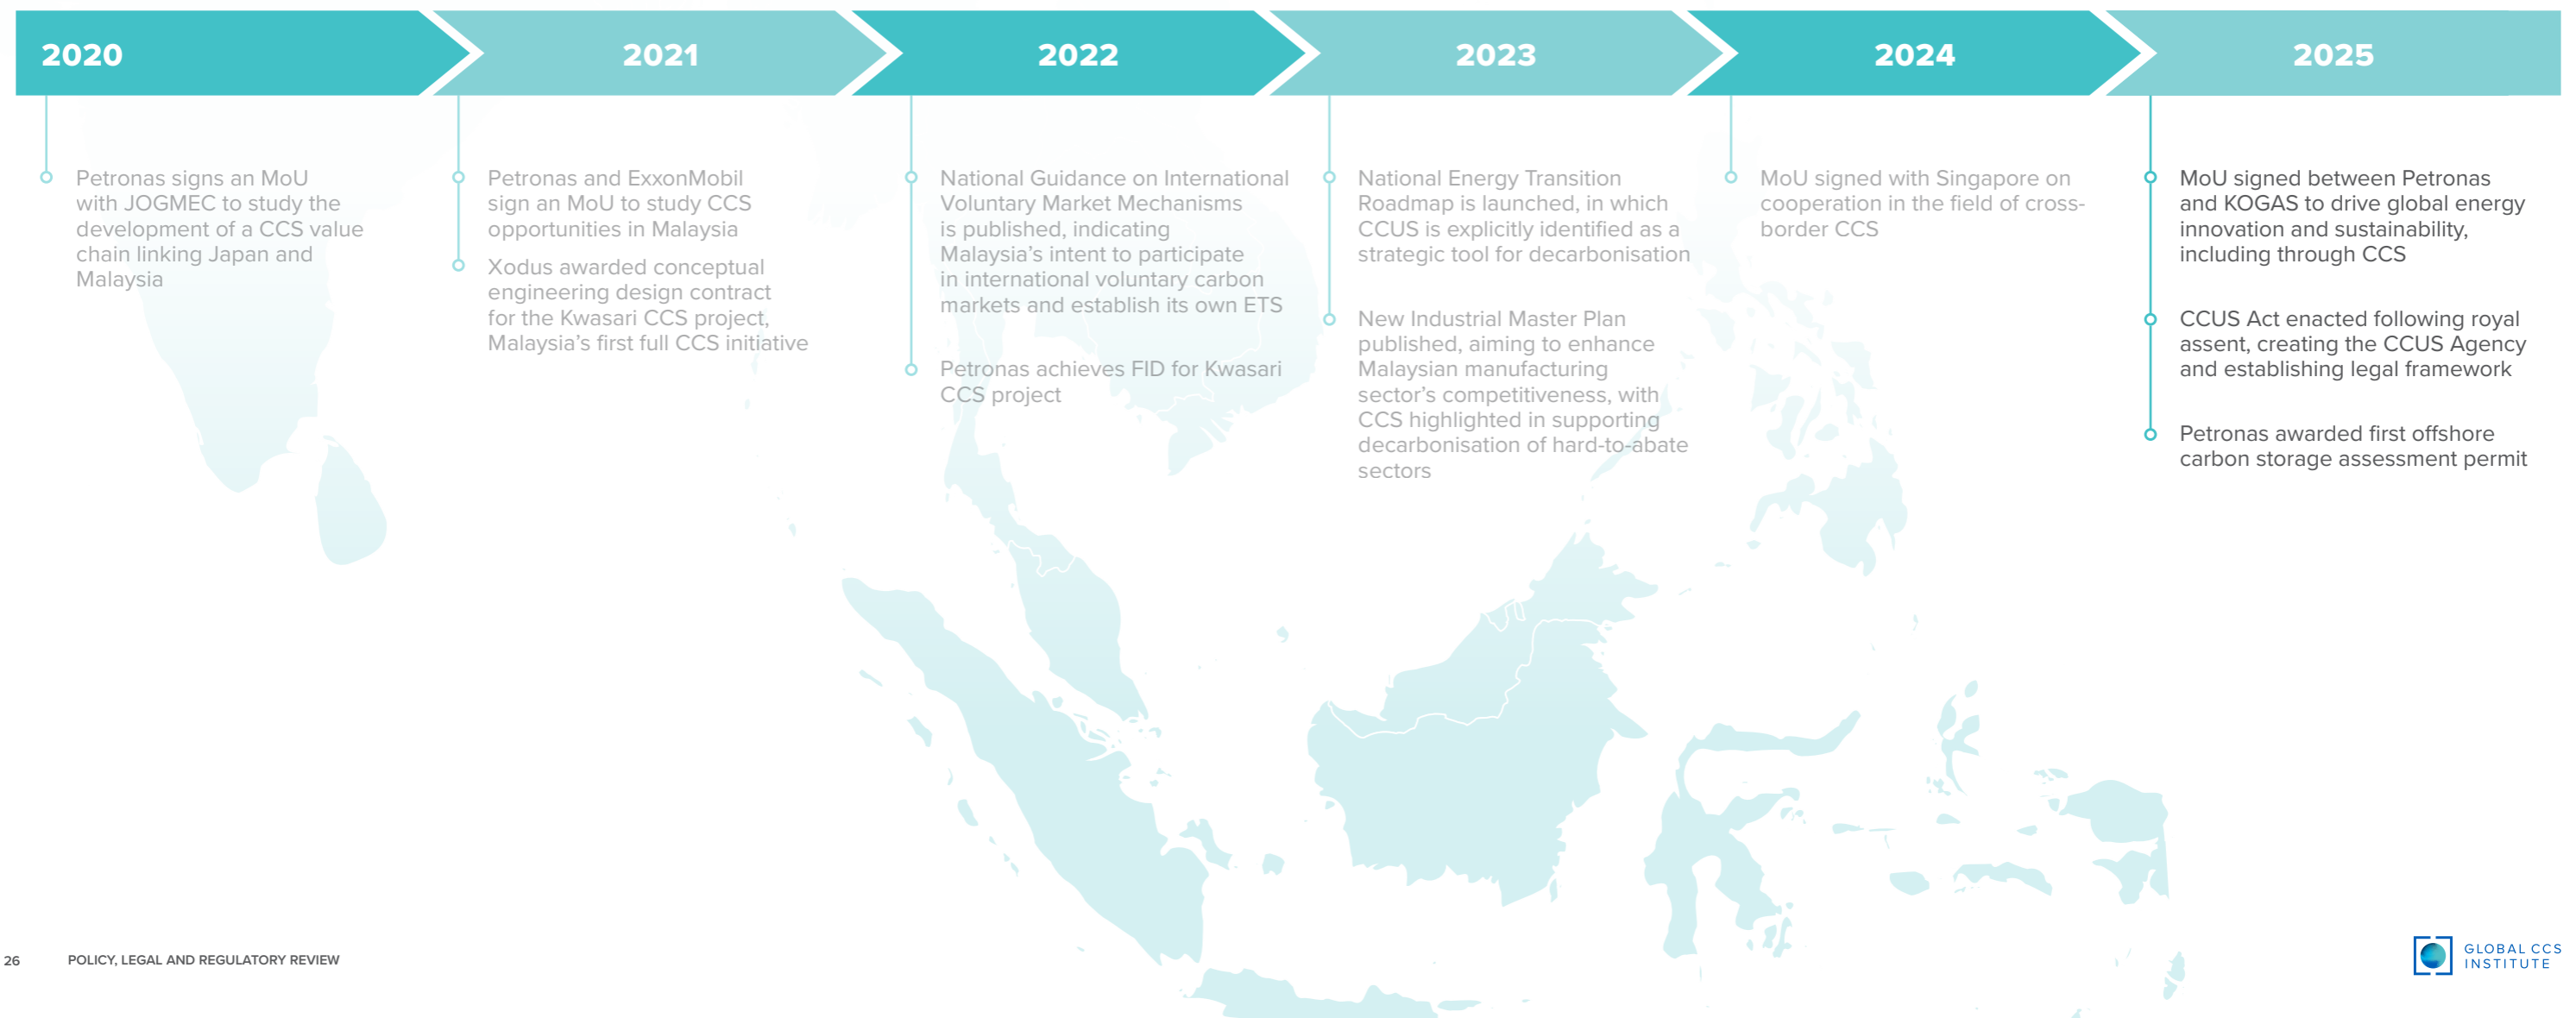 2020
2021
2022
2023
2024
2025
Petronas signs an MoU
with JOGMEC to study the
development of a CCS value
chain linking Japan and
Malaysia
Petronas and ExxonMobil
sign an MoU to study CCS
opportunities in Malaysia
Xodus awarded conceptual
engineering design contract
for the Kwasari CCS project,
Malaysia's first full CCS initiative
National Guidance on International
Voluntary Market Mechanisms
is published, indicating
Malaysia's intent to participate
in international voluntary carbon
markets and establish its own ETS
Petronas achieves FID for Kwasari
CCS project
National Energy Transition
Roadmap is launched, in which
CCUS is explicitly identified as a
strategic tool for decarbonisation
New Industrial Master Plan
published, aiming to enhance
Malaysian manufacturing
sector's competitiveness, with
CCS highlighted in supporting
decarbonisation of hard-to-abate
sectors
MoU signed with Singapore on
cooperation in the field of cross-
border CCS
MoU signed between Petronas
and KOGAS to drive global energy
innovation and sustainability,
including through CCS
CCUS Act enacted following royal
assent, creating the CCUS Agency
and establishing legal framework
Petronas awarded first offshore
carbon storage assessment permit
26 POLICY, LEGAL AND REGULATORY REVIEW
GLOBAL CCS
INSTITUTE